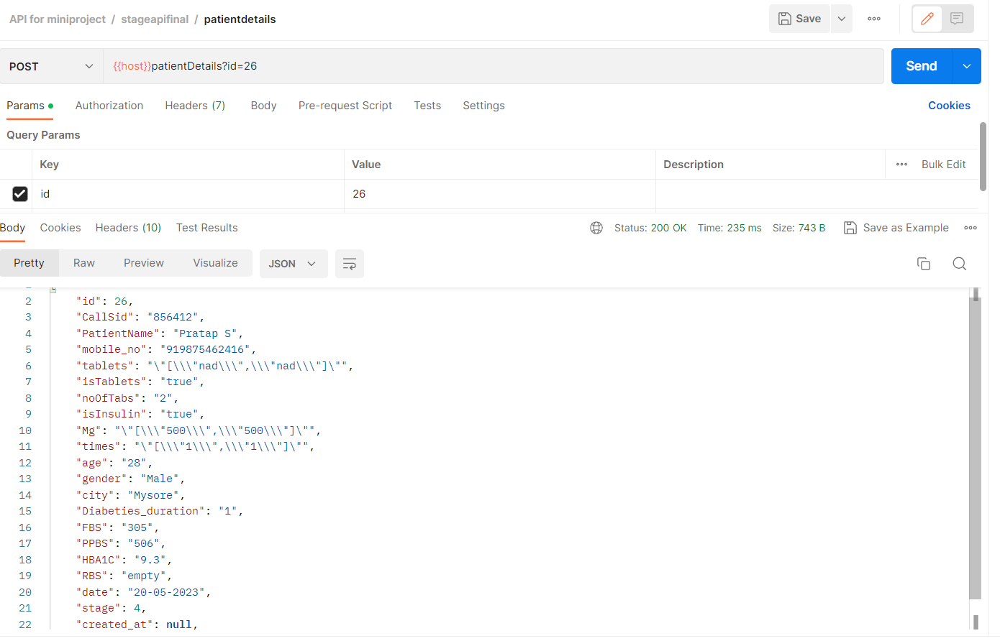 API for miniproject / stageapifinal / patientdetails
Save
POST
{{host}}patientDetails?id=26
Send
Params
Authorization
Headers (7)
Body
Pre-request Script
Tests
Settings
Cookies
Query Params
Key
Value
Description
Bulk Edit
id
26
Body
Cookies
Headers (10)
Test Results
Status: 200 OK
Time: 235 ms
Size: 743 B
Save as Example
Pretty
Raw
Preview
Visualize
JSON
2 "id": 26,
3 "CallSid": "856412",
4 "PatientName": "Pratap S",
5 "mobile_no": "919875462416",
6 "tablets": "\"[\\\"nad\\\",\\\"nad\\\"]\"",
7 "isTablets": "true",
8 "noOfTabs": "2",
9 "isInsulin": "true",
10 "Mg": "\"[\\\"500\\\",\\\"500\\\"]\"",
11 "times": "\"[\\\"1\\\",\\\"1\\\"]\"",
12 "age": "28",
13 "gender": "Male",
14 "city": "Mysore",
15 "Diabeties_duration": "1",
16 "FBS": "305",
17 "PPBS": "506",
18 "HBA1C": "9.3",
19 "RBS": "empty",
20 "date": "20-05-2023",
21 "stage": 4,
22 "created_at": null,